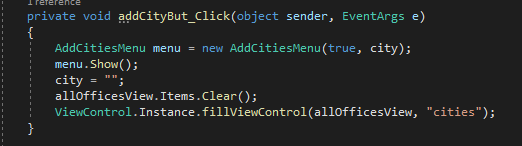 1 reference
private void addCityBut_Click(object sender, EventArgs e)
{
AddCitiesMenu menu = new AddCitiesMenu(true, city);
menu.Show();
city = "";
allOfficesView.Items.Clear();
ViewControl.Instance.fillViewControl(allOfficesView, "cities");
}